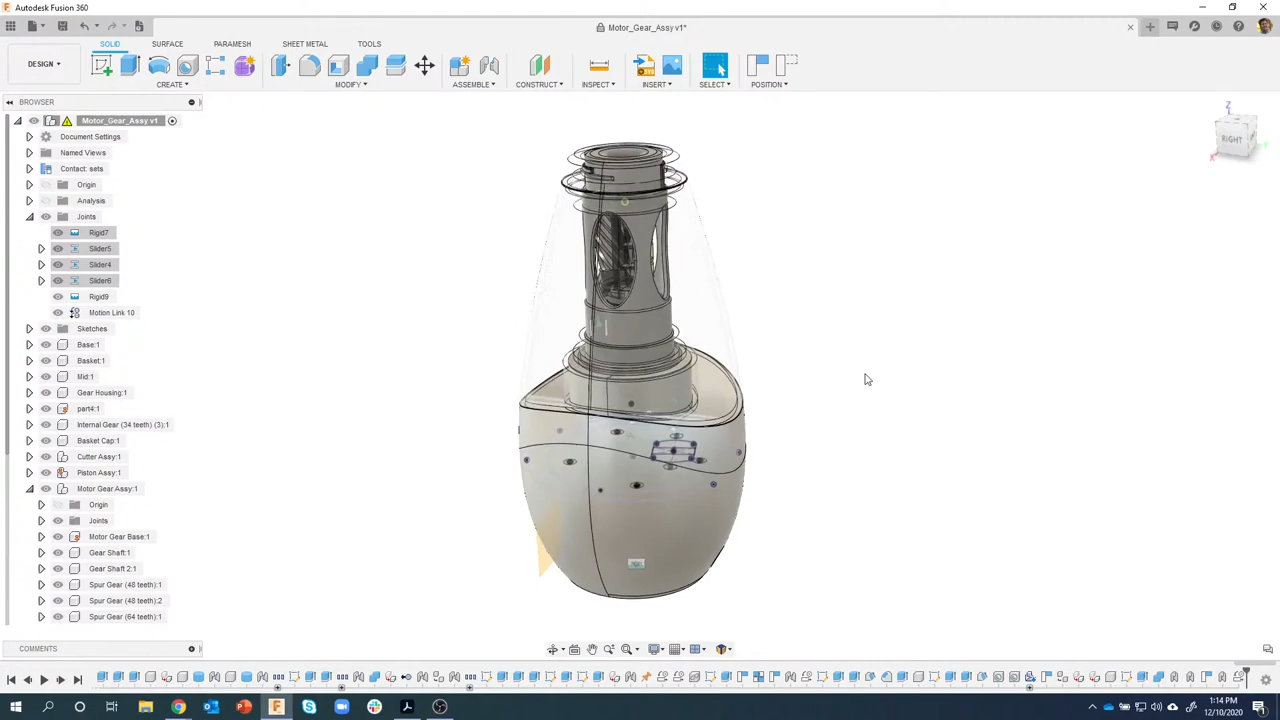 Autodesk Fusion 360
Motor_Gear_Assy v1*
DESIGN
SOLID
SURFACE
PARAMESH
SHEET METAL
TOOLS
CREATE
MODIFY
ASSEMBLE
CONSTRUCT
INSPECT
INSERT
SELECT
POSITION
BROWSER
Motor_Gear_Assy v1
Document Settings
Named Views
Contact: sets
Origin
Analysis
Joints
Rigid7
Slider5
Slider4
Slider6
Rigid9
Motion Link 10
Sketches
Base:1
Basket:1
Mid:1
Gear Housing:1
part4:1
Internal Gear (34 teeth) (3):1
Basket Cap:1
Cutter Assy:1
Piston Assy:1
Motor Gear Assy:1
Origin
Joints
Motor Gear Base:1
Gear Shaft:1
Gear Shaft 2:1
Spur Gear (48 teeth):1
Spur Gear (48 teeth):2
Spur Gear (64 teeth):1
COMMENTS
Z
RIGHT
X
1:14 PM
12/10/2020